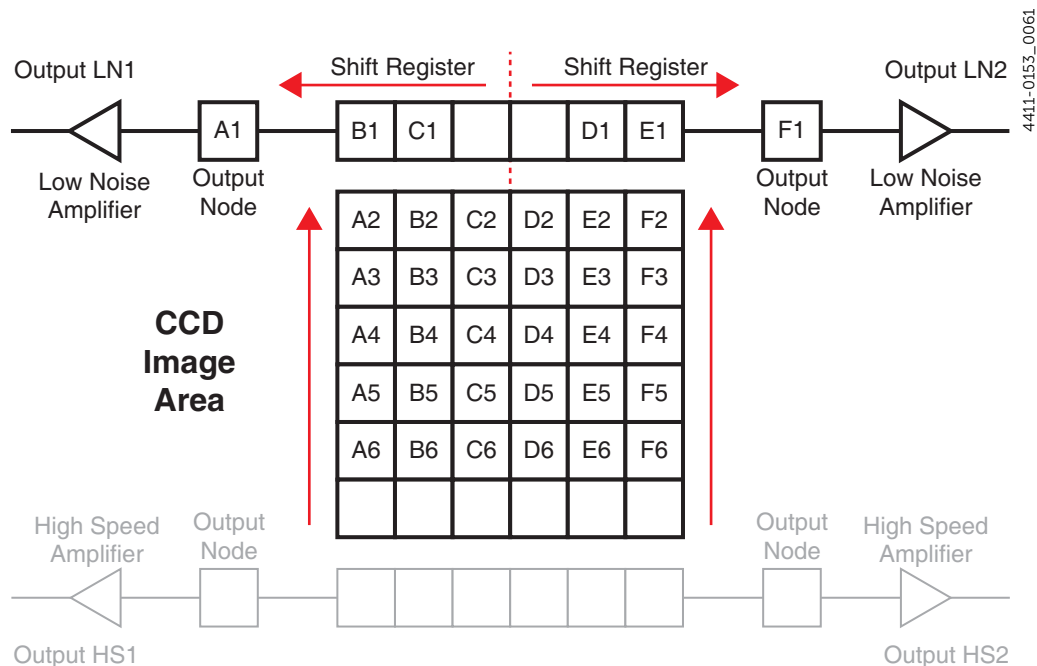 4411-0153_0061
Output LN1
Shift Register
Shift Register
Output LN2
A1
B1 C1 D1 E1
F1
Low Noise
Amplifier
Output
Node
Output
Node
Low Noise
Amplifier
A2 B2 C2 D2 E2 F2
A3 B3 C3 D3 E3 F3
A4 B4 C4 D4 E4 F4
A5 B5 C5 D5 E5 F5
A6 B6 C6 D6 E6 F6
CCD
Image
Area
High Speed
Amplifier
Output
Node
Output
Node
High Speed
Amplifier
Output HS1
Output HS2